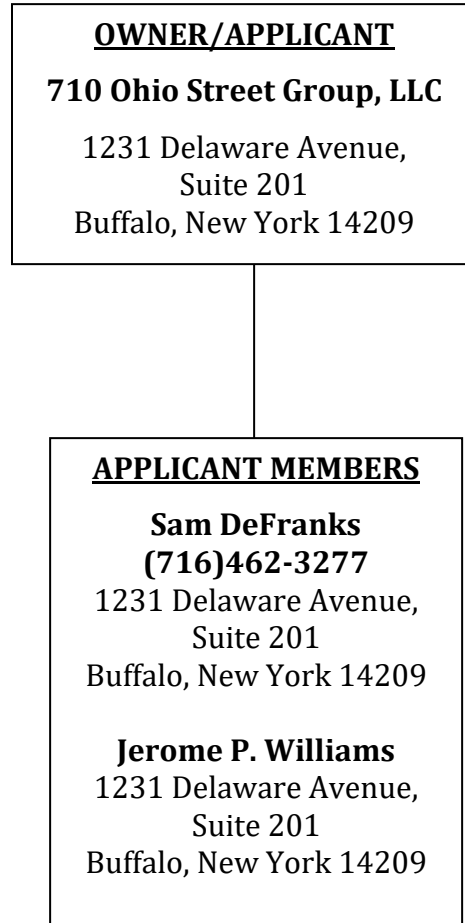 OWNER/APPLICANT
710 Ohio Street Group, LLC
1231 Delaware Avenue,
Suite 201
Buffalo, New York 14209
APPLICANT MEMBERS
Sam DeFranks
(716)462-3277
1231 Delaware Avenue,
Suite 201
Buffalo, New York 14209
Jerome P. Williams
1231 Delaware Avenue,
Suite 201
Buffalo, New York 14209